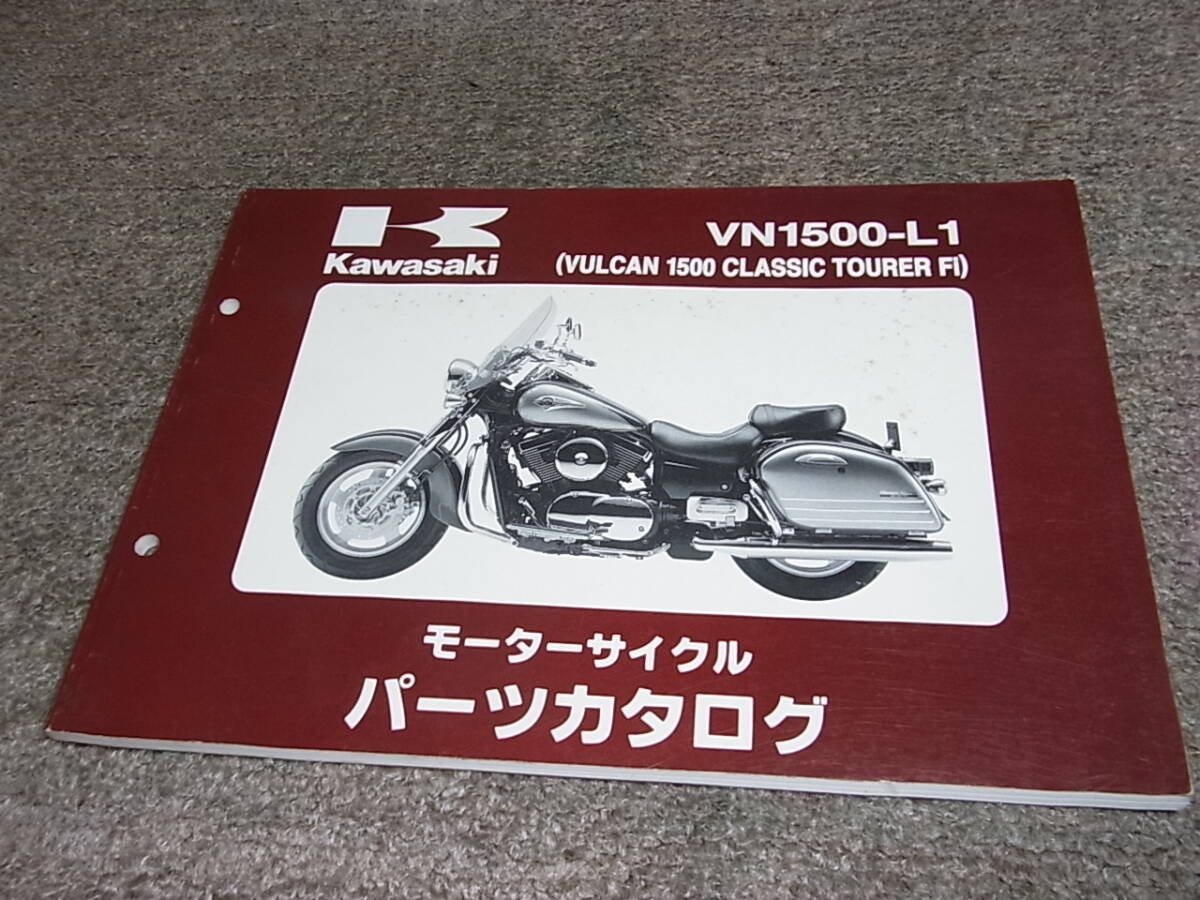 Kawasaki
VN1500-L1
(VULCAN 1500 CLASSIC TOURER Fi)
モーターサイクル
パーツカタログ